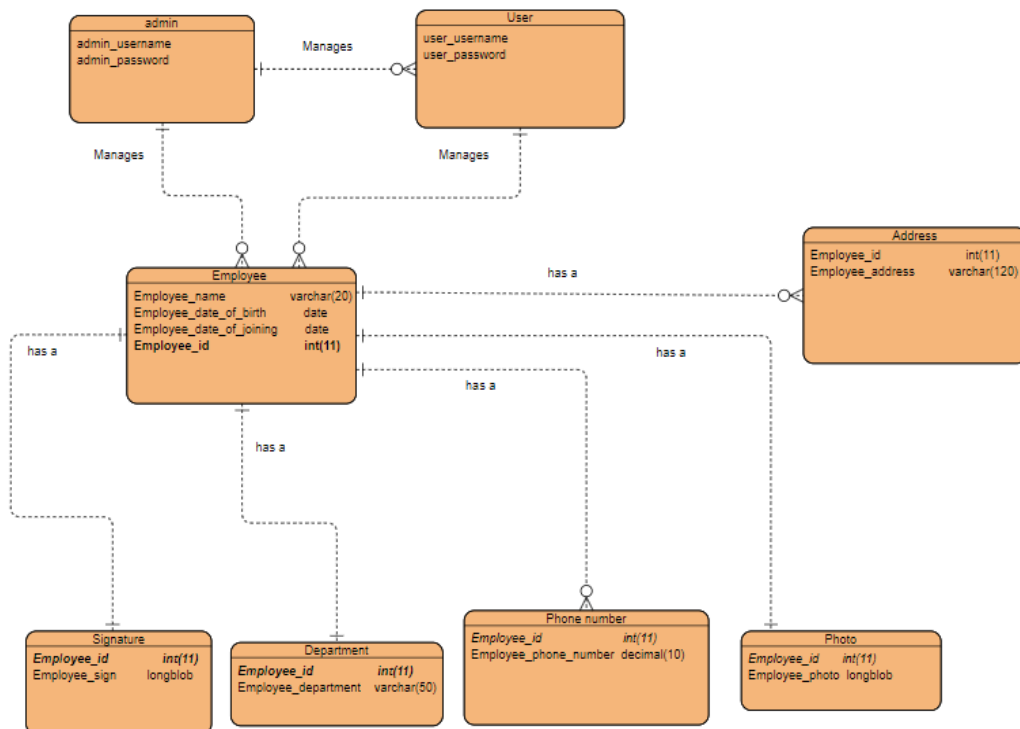 admin
admin_username
admin_password
Manages
User
user_username
user_password
Manages
Manages
Address
Employee_id int(11)
Employee_address varchar(120)
has a
Employee
Employee_name varchar(20)
Employee_date_of_birth date
Employee_date_of_joining date
Employee_id int(11)
has a
has a
has a
has a
Signature
Employee_id int(11)
Employee_sign longblob
Department
Employee_id int(11)
Employee_department varchar(50)
Phone number
Employee_id int(11)
Employee_phone_number decimal(10)
Photo
Employee_id int(11)
Employee_photo longblob